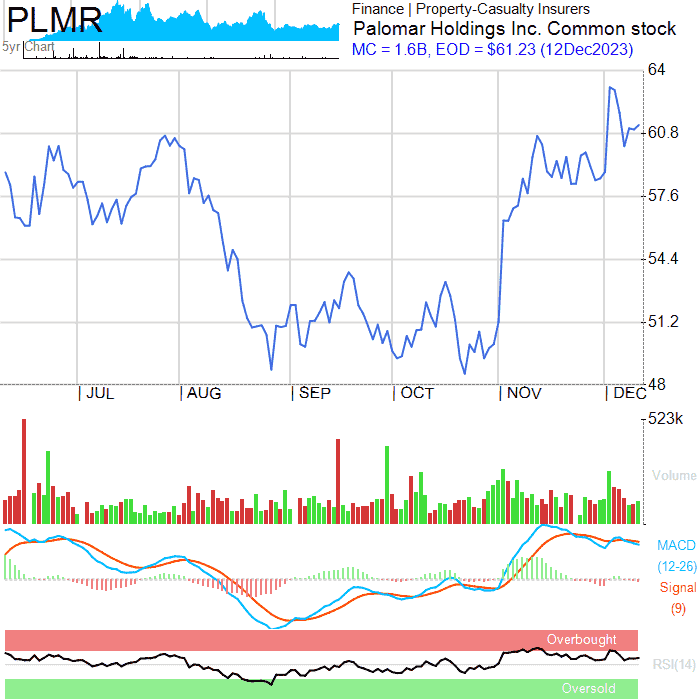 PLMR
Finance | Property-Casualty Insurers
Palomar Holdings Inc. Common stock
5yr Chart
MC = 1.6B, EOD = $61.23 (12Dec2023)
64
60.8
57.6
54.4
51.2
48
JUL
AUG
SEP
OCT
NOV
DEC
523k
Volume
MACD
(12-26)
Signal
(9)
Overbought
RSI(14)
Oversold